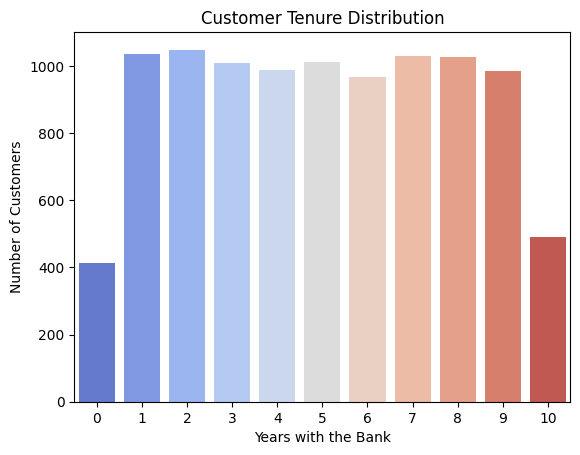 Customer Tenure Distribution
Number of Customers
1000
800
600
400
200
0
0 1 2 3 4 5 6 7 8 9 10
Years with the Bank